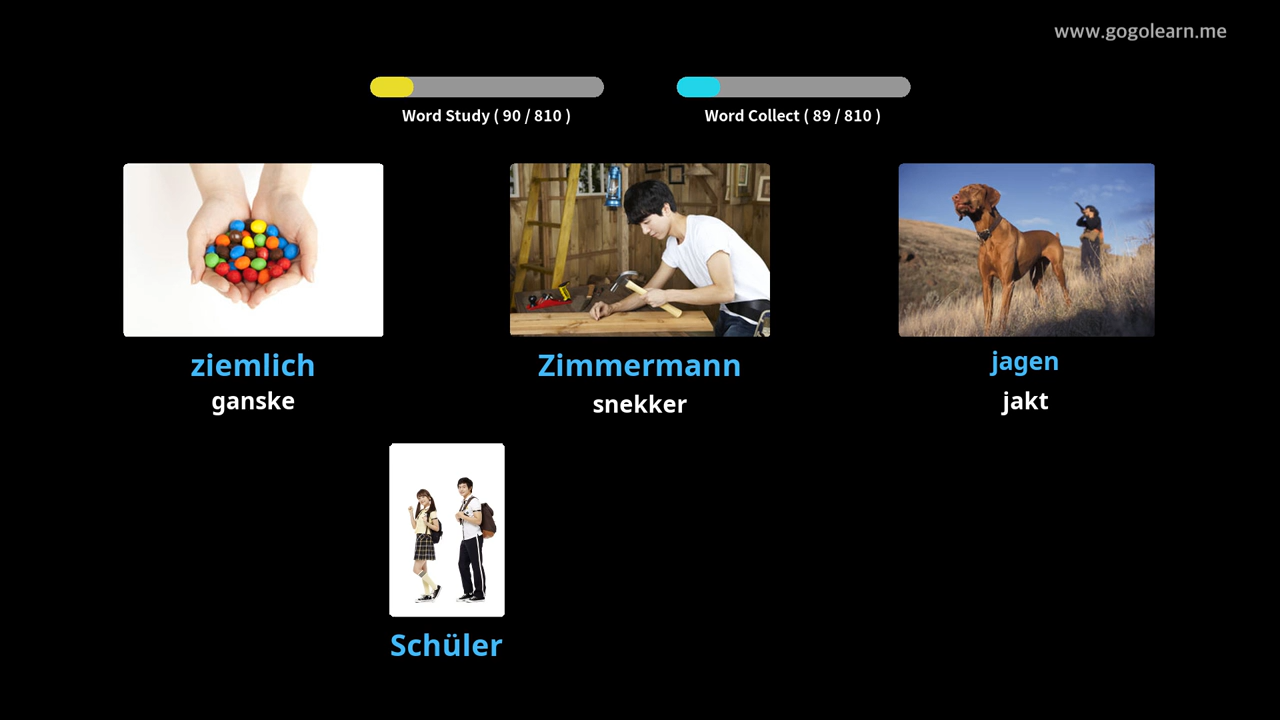 www.gogolearn.me
Word Study ( 90 / 810 )
Word Collect ( 89 / 810 )
ziemlich
ganske
Zimmermann
snekker
jagen
jakt
Schüler